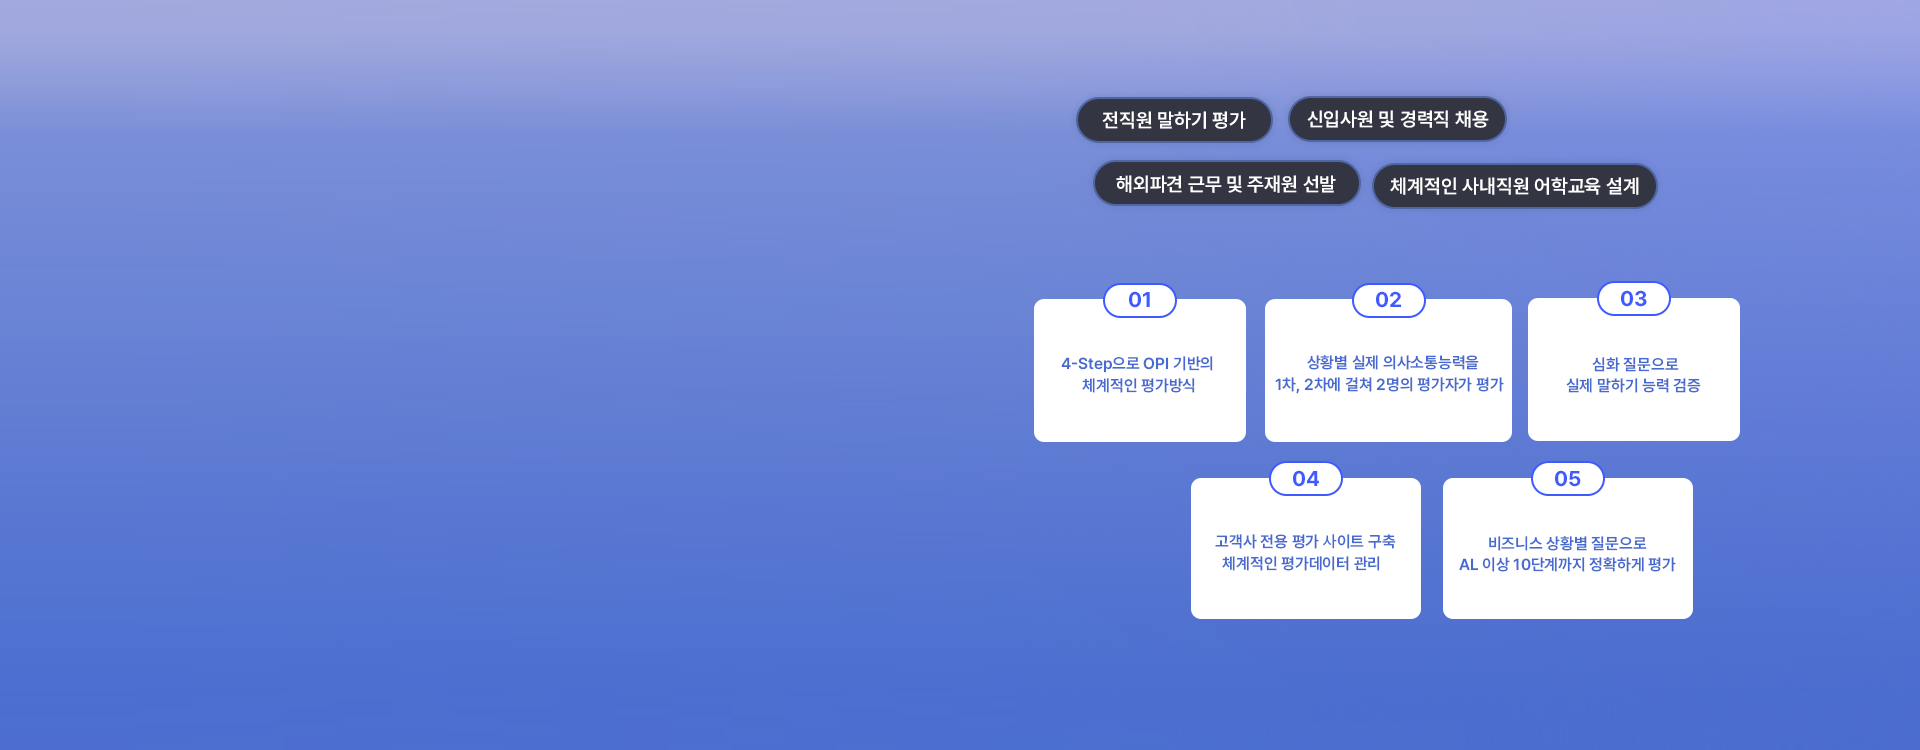 전직원 말하기 평가
신입사원 및 경력직 채용
해외파견 근무 및 주재원 선발
체계적인 사내직원 어학교육 설계
01
4-Step으로 OPI 기반의
체계적인 평가방식
02
상황별 실제 의사소통능력을
1차, 2차에 걸쳐 2명의 평가자가 평가
03
심화 질문으로
실제 말하기 능력 검증
04
고객사 전용 평가 사이트 구축
체계적인 평가데이터 관리
05
비즈니스 상황별 질문으로
AL 이상 10단계까지 정확하게 평가